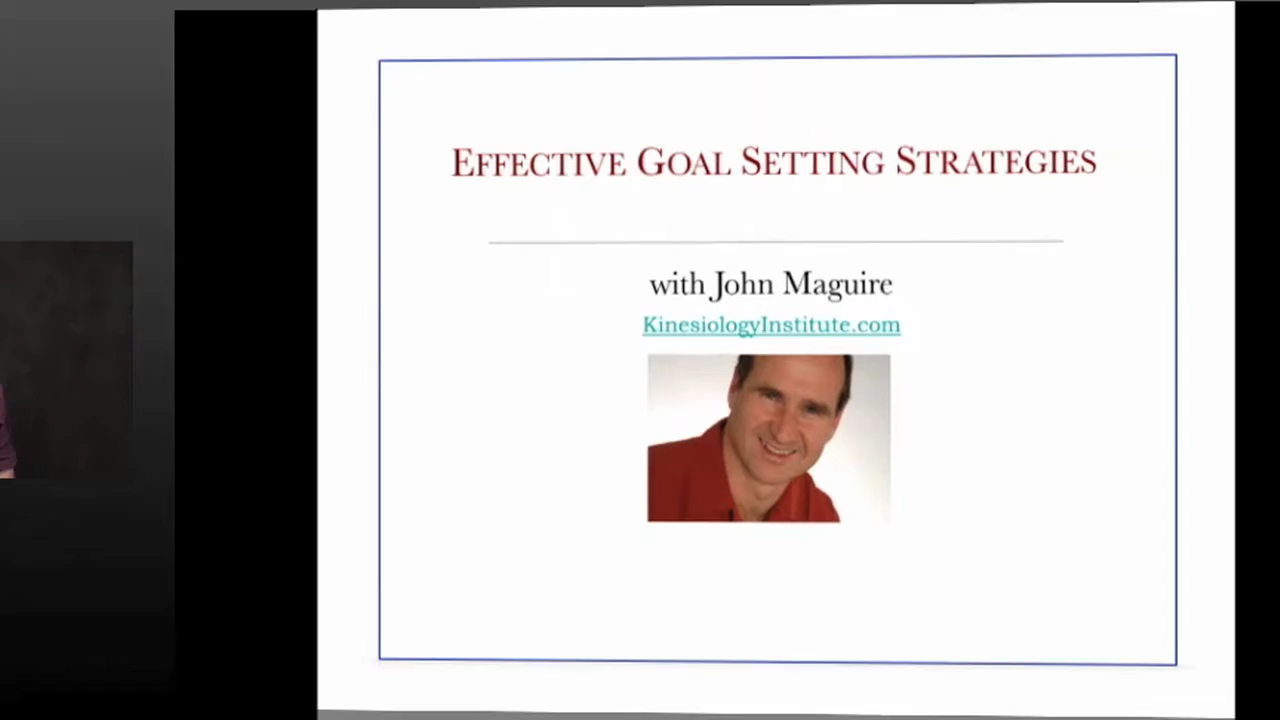 Effective Goal Setting Strategies
with John Maguire
KinesiologyInstitute.com